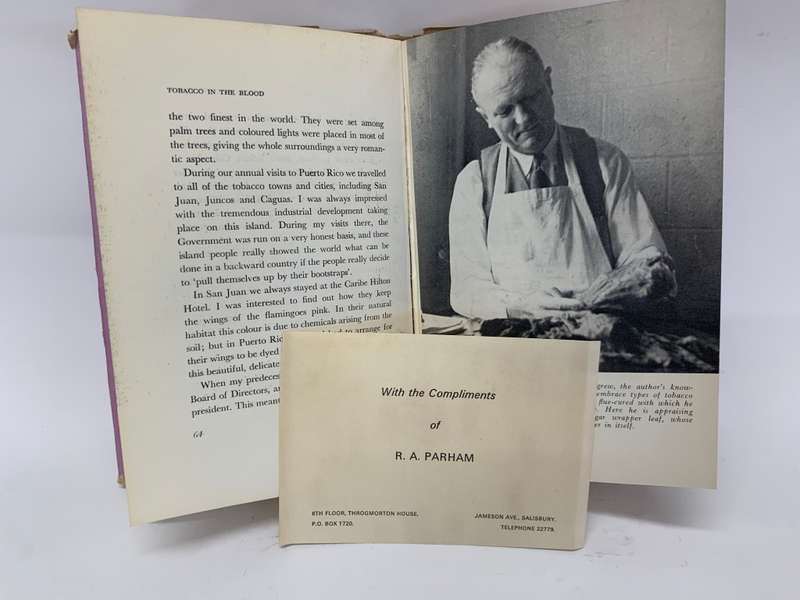 TOBACCO IN THE BLOOD
the two finest in the world. They were set among
palm trees and coloured lights were placed in most of
the trees, giving the whole surroundings a very roman-
tic aspect.
During our annual visits to Puerto Rico we travelled
to all of the tobacco towns and cities, including San
Juan, Juncos and Caguas. I was always impressed
with the tremendous industrial development taking
place on this island. During my visits there, the
Government was run on a very honest basis, and these
island people really showed the world what can be
done in a backward country if the people really decide
to 'pull themselves up by their bootstraps'.
In San Juan we always stayed at the Caribe Hilton
Hotel. I was interested to find out how they keep
the wings of the flamingoes pink. In their natural
habitat this colour is due to chemicals arising from the
soil; but in Puerto to arrange for
their wings to be dyed
this beautiful, delicate
When my
Board of Directors,
president. This
64
grew, the author's know-
embrace types of tobacco
flue-cured with which he
Here he is appraising
wrapper leaf, whose
in itself.
With the Compliments
of
R. A. PARHAM
8TH FLOOR, THROGMORTON HOUSE,
P.O. BOX 1720,
JAMESON AVE., SALISBURY.
TELEPHONE 22779.